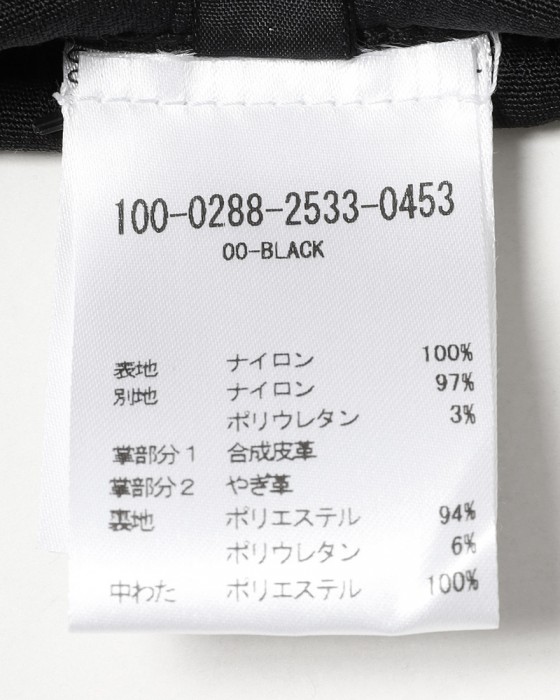 100-0288-2533-0453
00-BLACK
表地 ナイロン 100%
別地 ナイロン 97%
ポリウレタン 3%
掌部分1 合成皮革
掌部分2 やぎ革
裏地 ポリエステル 94%
ポリウレタン 6%
中わた ポリエステル 100%